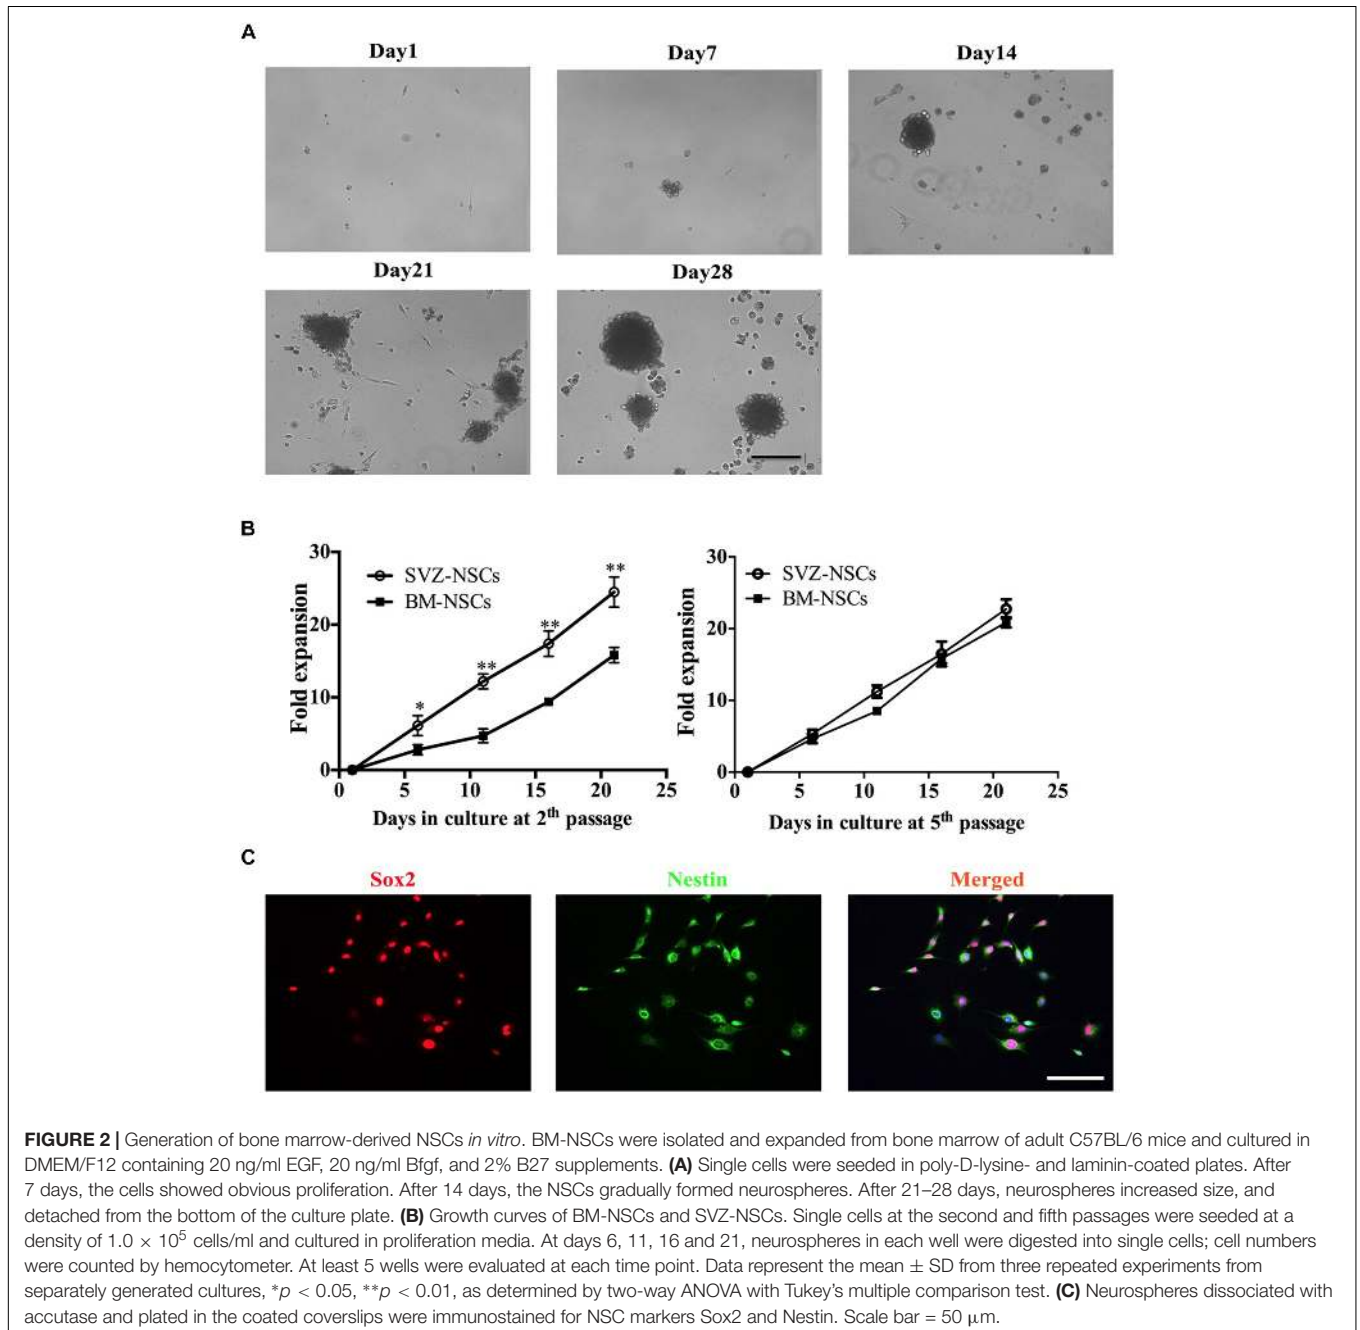 A
Day1
Day7
Day14
Day21
Day28
B
30
20
10
0
Fold expansion
SVZ-NSCs
BM-NSCs
*
**
**
**
0 5 10 15 20 25
Days in culture at 2th passage
30
20
10
0
Fold expansion
SVZ-NSCs
BM-NSCs
0 5 10 15 20 25
Days in culture at 5th passage
C
Sox2
Nestin
Merged
FIGURE 2 | Generation of bone marrow-derived NSCs in vitro. BM-NSCs were isolated and expanded from bone marrow of adult C57BL/6 mice and cultured in
DMEM/F12 containing 20 ng/ml EGF, 20 ng/ml Bfgf, and 2% B27 supplements. (A) Single cells were seeded in poly-D-lysine- and laminin-coated plates. After
7 days, the cells showed obvious proliferation. After 14 days, the NSCs gradually formed neurospheres. After 21–28 days, neurospheres increased size, and
detached from the bottom of the culture plate. (B) Growth curves of BM-NSCs and SVZ-NSCs. Single cells at the second and fifth passages were seeded at a
density of 1.0 × 10⁵ cells/ml and cultured in proliferation media. At days 6, 11, 16 and 21, neurospheres in each well were digested into single cells; cell numbers
were counted by hemocytometer. At least 5 wells were evaluated at each time point. Data represent the mean ± SD from three repeated experiments from
separately generated cultures, *p < 0.05, **p < 0.01, as determined by two-way ANOVA with Tukey’s multiple comparison test. (C) Neurospheres dissociated with
accutase and plated in the coated coverslips were immunostained for NSC markers Sox2 and Nestin. Scale bar = 50 μm.